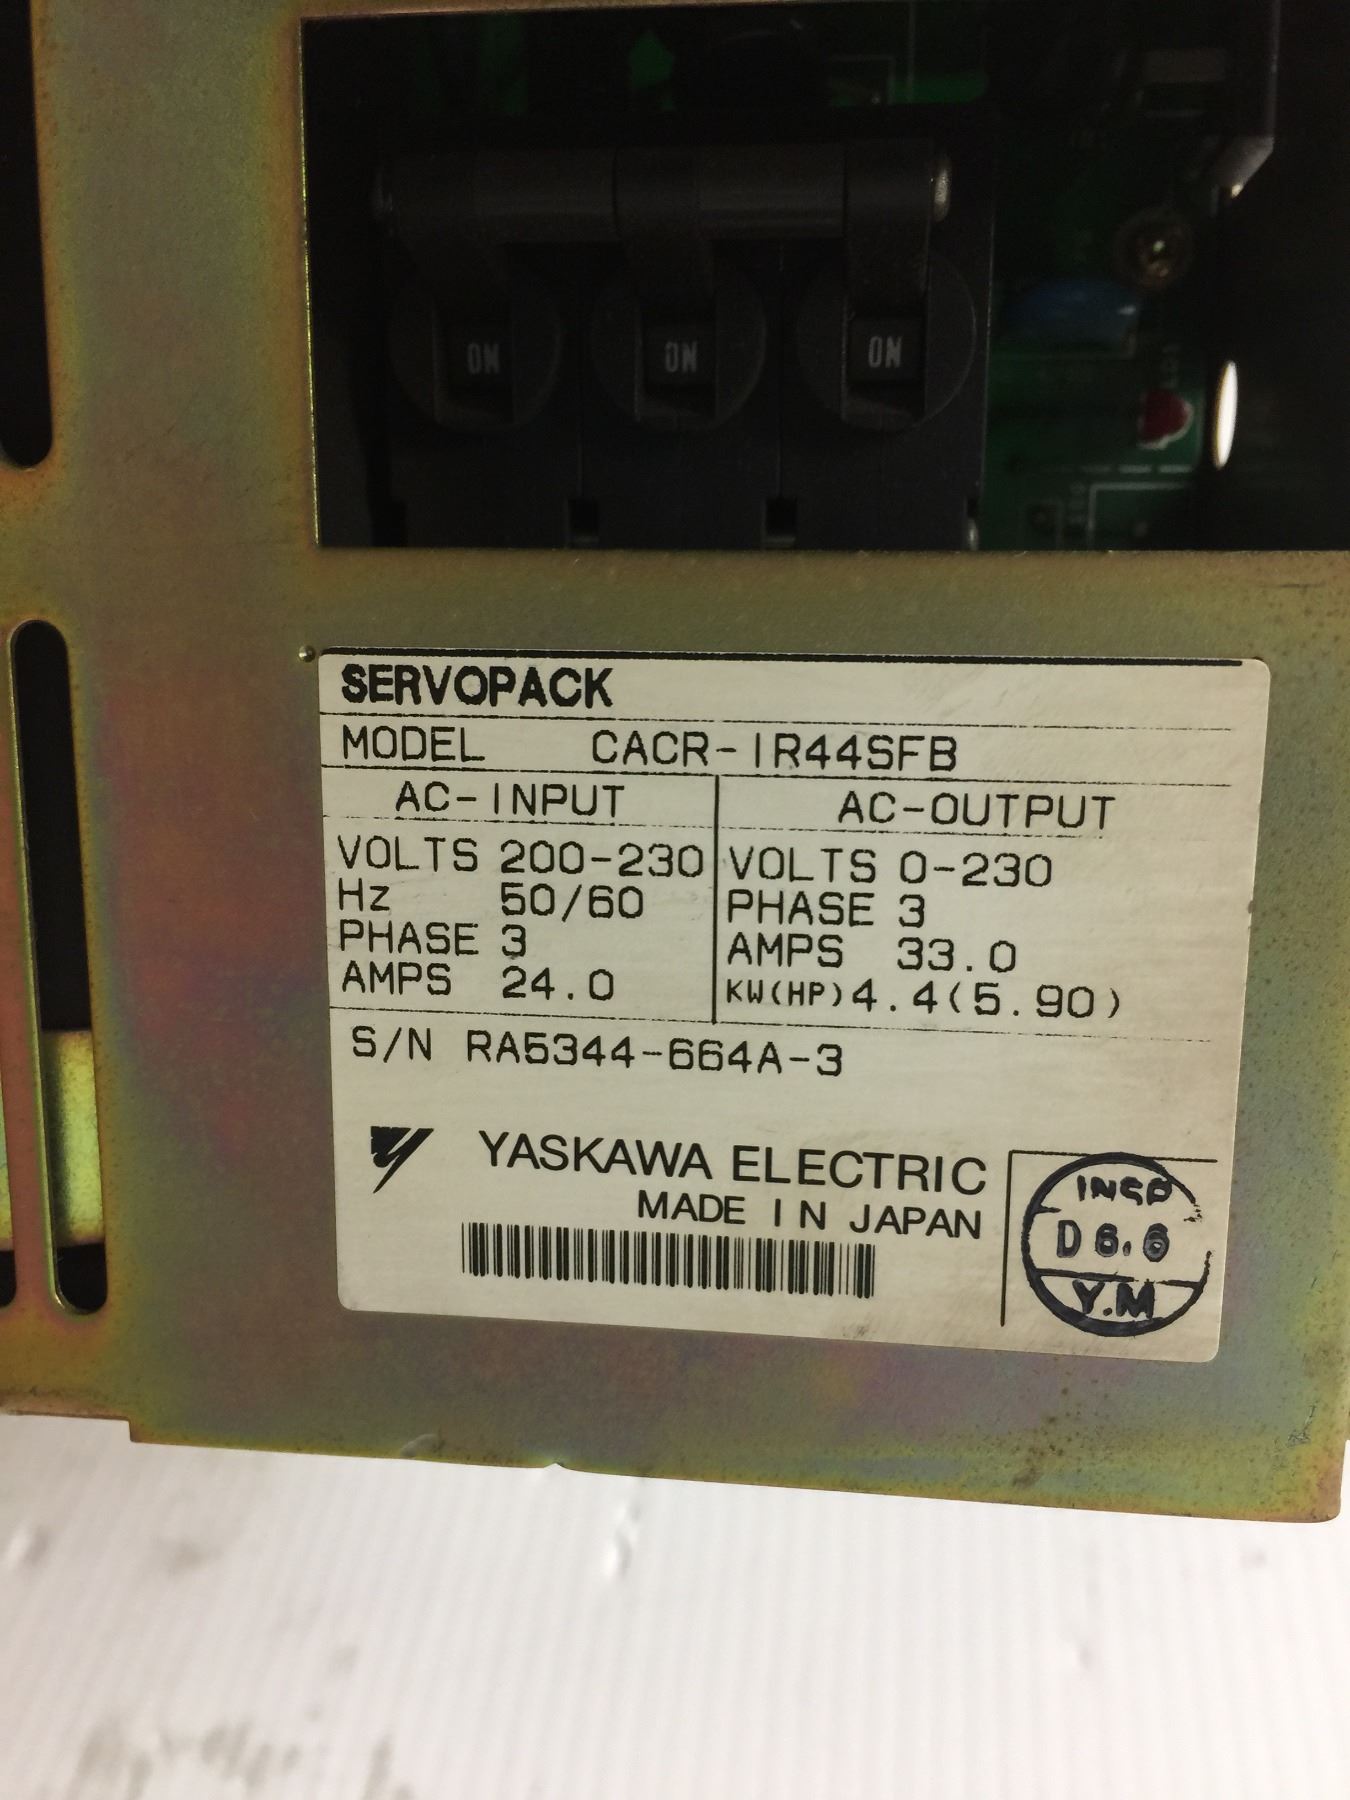 ON ON ON
LD1
SERVOPACK
MODEL CACR-IR44SFB
AC-INPUT AC-OUTPUT
VOLTS 200-230 VOLTS 0-230
Hz 50/60 PHASE 3
PHASE 3 AMPS 33.0
AMPS 24.0 KW(HP)4.4(5.90)
S/N RA5344-664A-3
YASKAWA ELECTRIC
MADE IN JAPAN
INSP
D6.6
Y.M